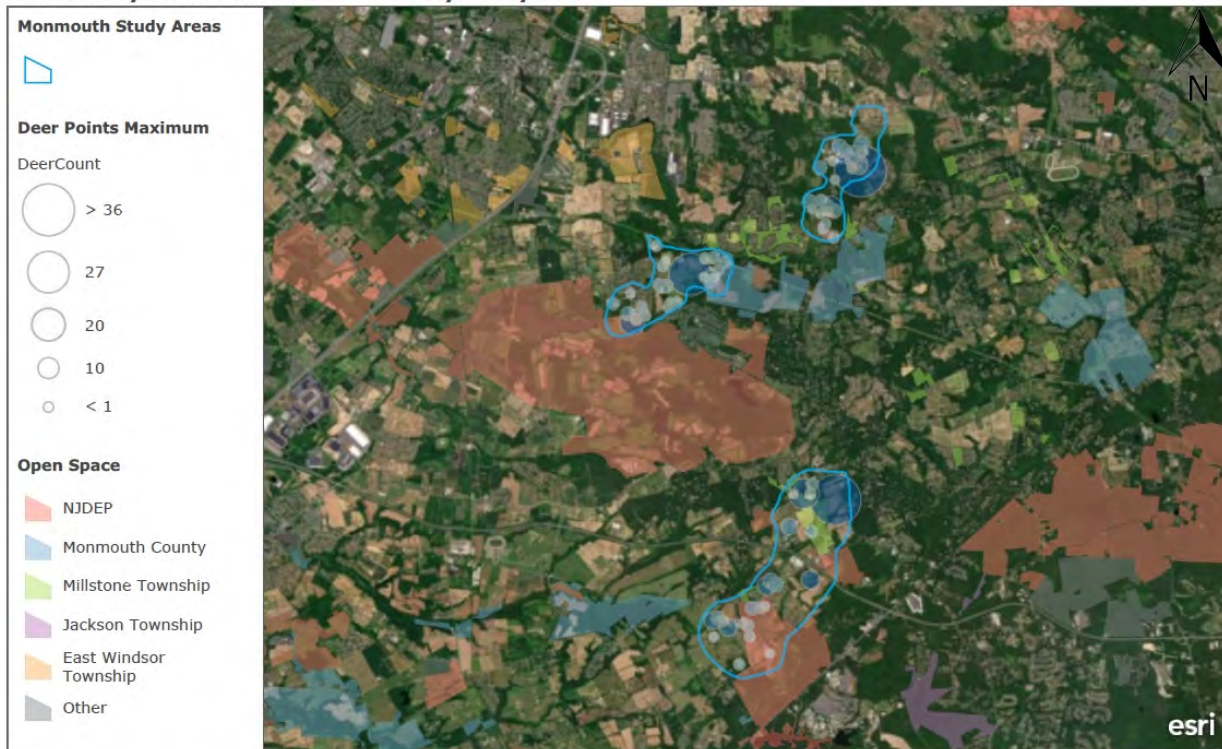 Monmouth Study Areas
Deer Points Maximum
DeerCount
> 36
27
20
10
< 1
Open Space
NJDEP
Monmouth County
Millstone Township
Jackson Township
East Windsor
Township
Other
N
esri